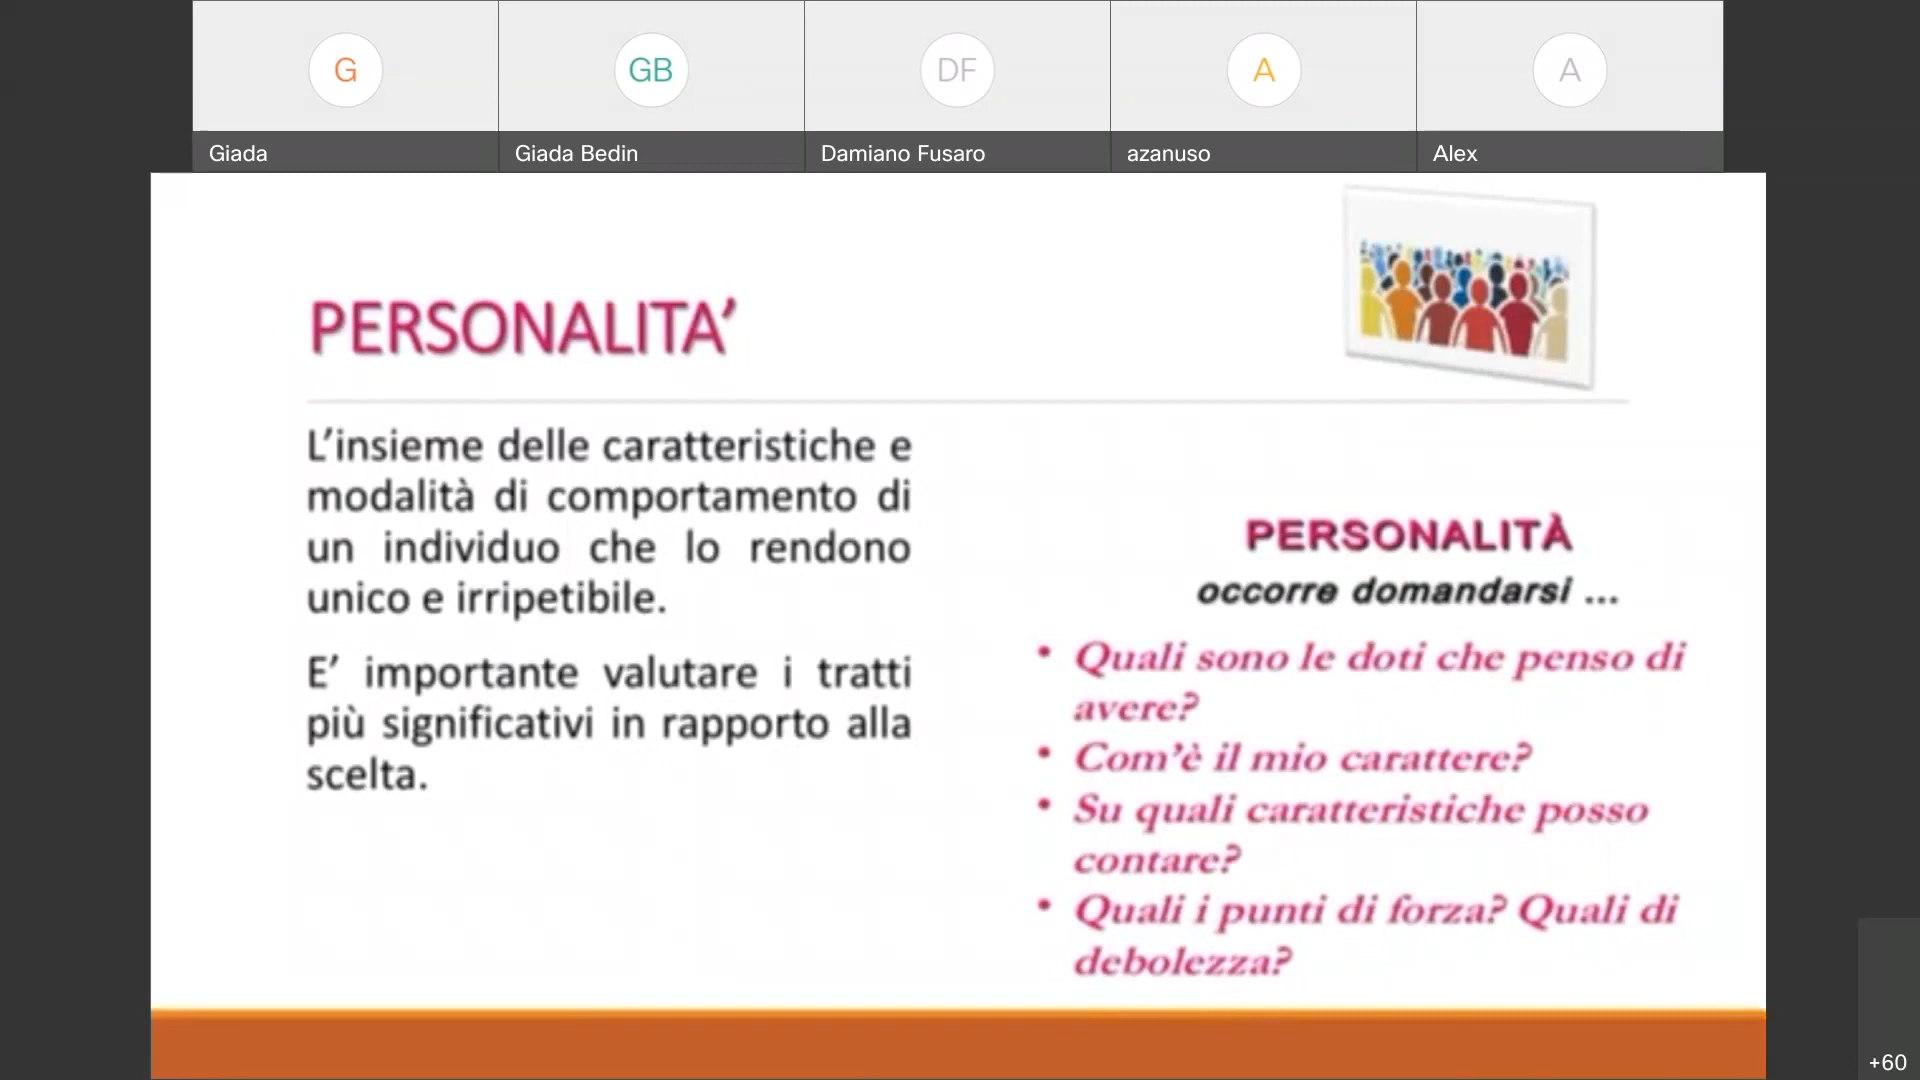 G
GB
DF
A
A
Giada
Giada Bedin
Damiano Fusaro
azanuso
Alex
PERSONALITA’
L’insieme delle caratteristiche e
modalità di comportamento di
un individuo che lo rendono
unico e irripetibile.
E’ importante valutare i tratti
più significativi in rapporto alla
scelta.
PERSONALITÀ
occorre domandarsi ...
• Quali sono le doti che penso di
avere?
• Com’è il mio carattere?
• Su quali caratteristiche posso
contare?
• Quali i punti di forza? Quali di
debolezza?
+60